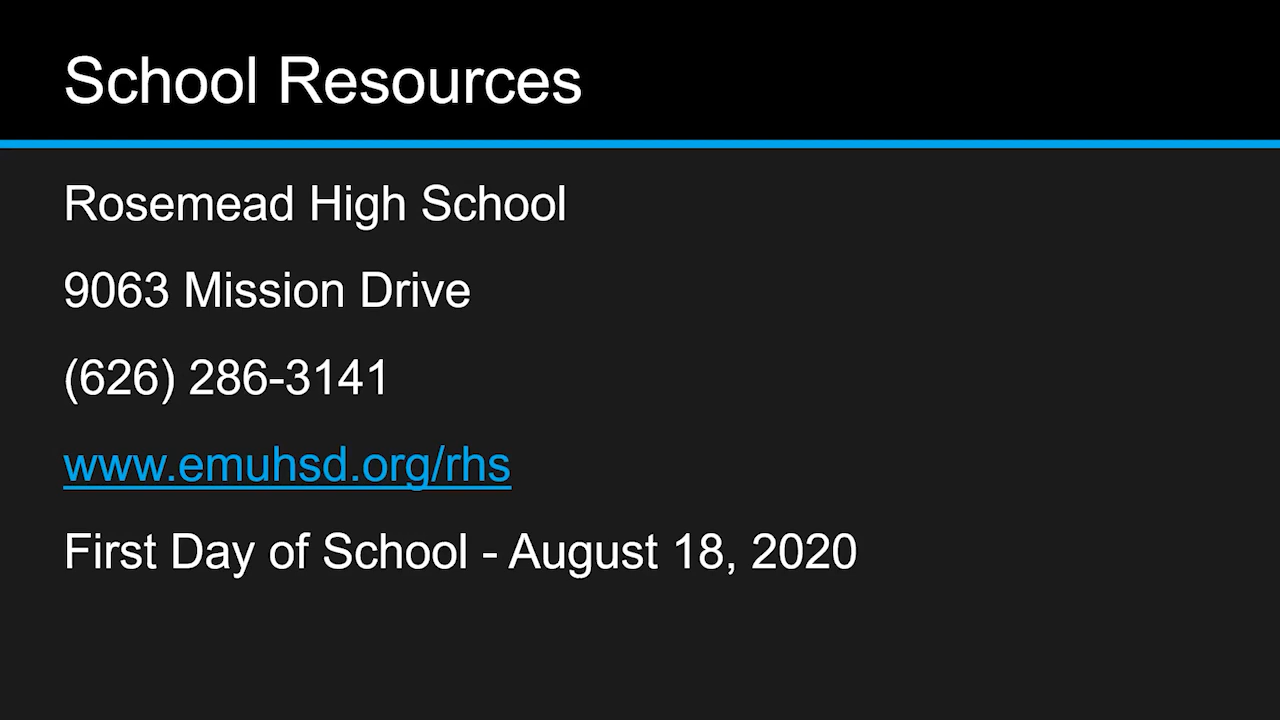 School Resources
Rosemead High School
9063 Mission Drive
(626) 286-3141
www.emuhsd.org/rhs
First Day of School - August 18, 2020